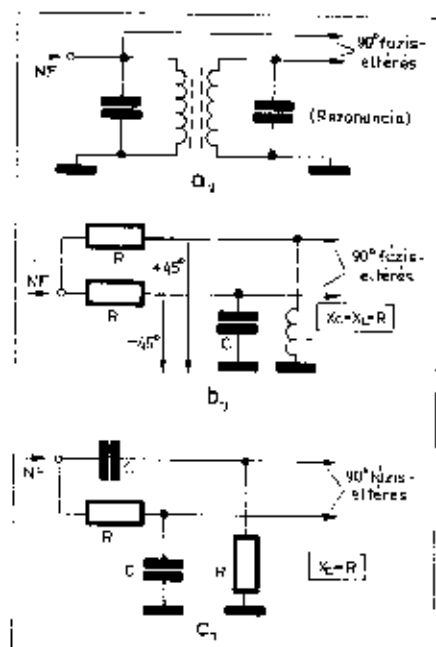 90° fázis-
eltérés
NF
(Rezonancia)
a,
R
+45°
90° fázis-
eltérés
NF
R
-45°
C
Xc=XL=R
b,
NF
C
90° fázis-
eltérés
R
C
R
Xc=R
c,